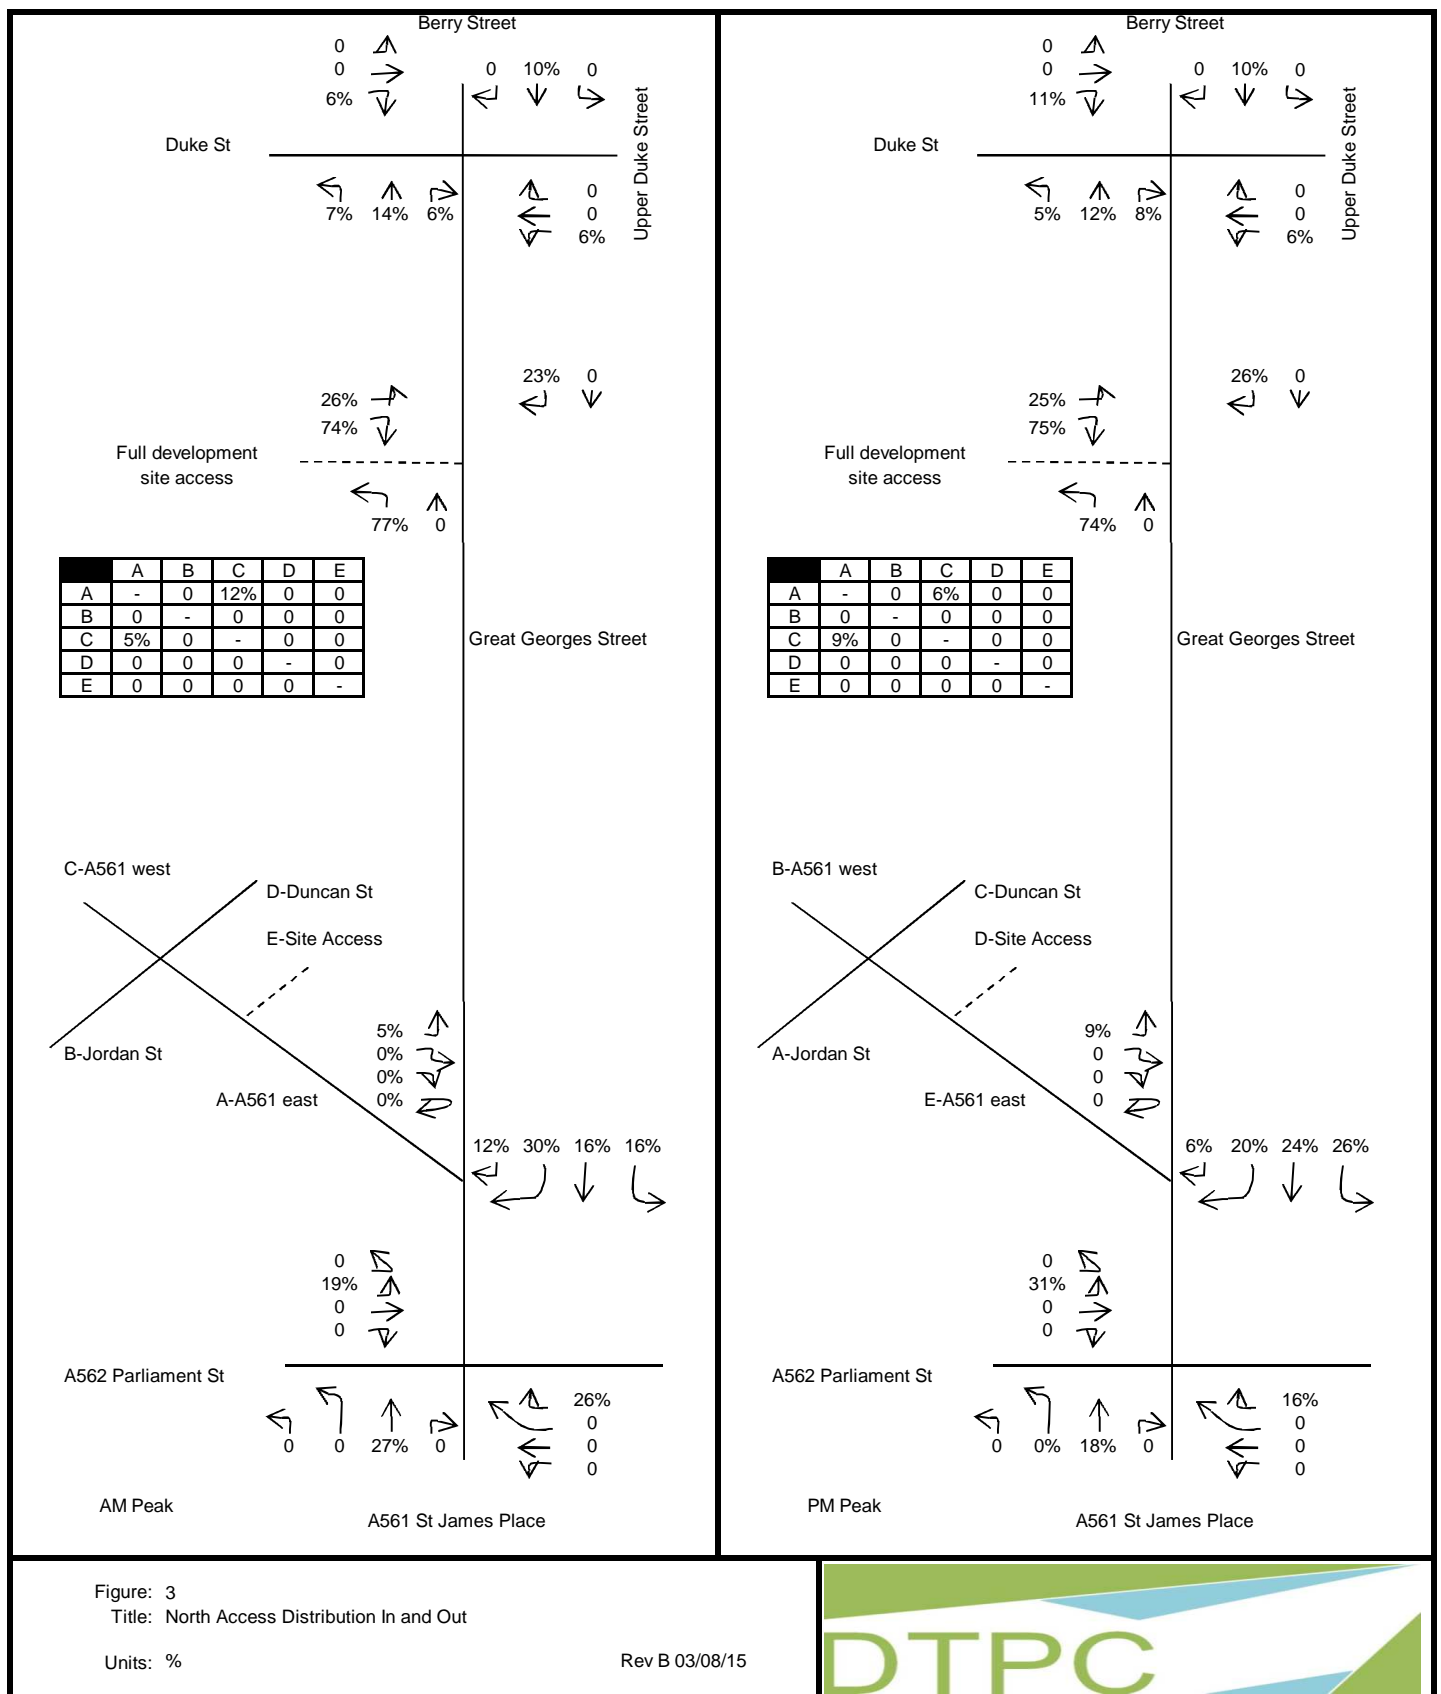 Berry Street
0
0
6%
0 10% 0
Upper Duke Street
Duke St
7% 14% 6%
0
0
6%
23% 0
26%
74%
Full development
site access
77% 0
A B C D E
A - 0 12% 0 0
B 0 - 0 0 0
C 5% 0 - 0 0
D 0 0 0 - 0
E 0 0 0 0 -
Great Georges Street
C-A561 west
D-Duncan St
E-Site Access
B-Jordan St
A-A561 east
5%
0%
0%
0%
12% 30% 16% 16%
0
19%
0
0
A562 Parliament St
0 0 27% 0
26%
0
0
0
AM Peak
A561 St James Place
Berry Street
0
0
11%
0 10% 0
Upper Duke Street
Duke St
5% 12% 8%
0
0
6%
26% 0
25%
75%
Full development
site access
74% 0
A B C D E
A - 0 6% 0 0
B 0 - 0 0 0
C 9% 0 - 0 0
D 0 0 0 - 0
E 0 0 0 0 -
Great Georges Street
B-A561 west
C-Duncan St
D-Site Access
A-Jordan St
E-A561 east
9%
0
0
0
6% 20% 24% 26%
0
31%
0
0
A562 Parliament St
0 0% 18% 0
16%
0
0
0
PM Peak
A561 St James Place
Figure: 3
Title: North Access Distribution In and Out
Units: %
Rev B 03/08/15
DTPC